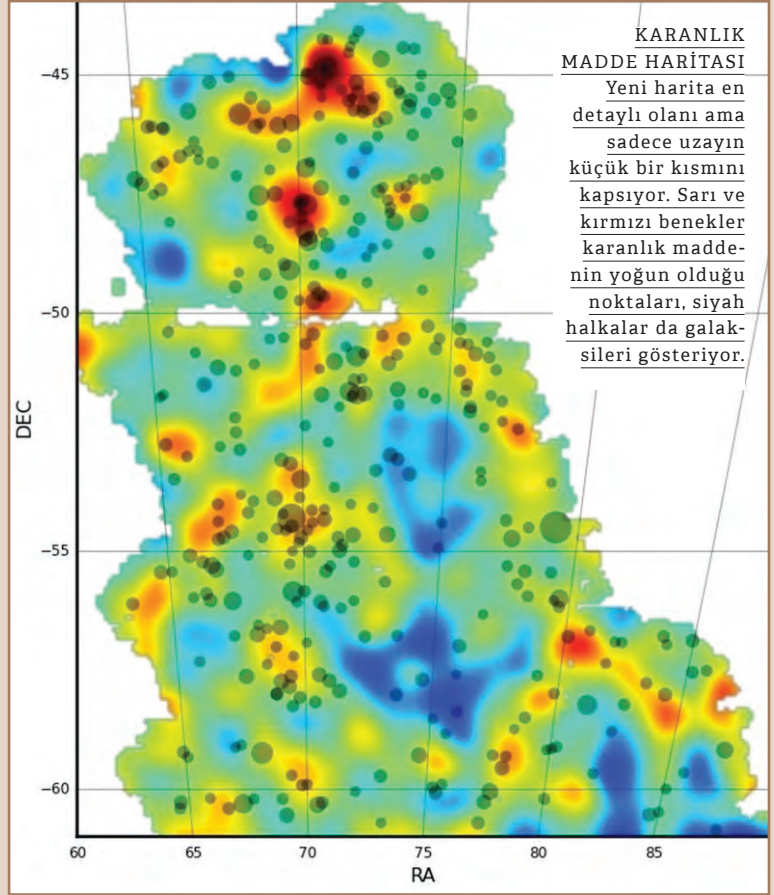 KARANLIK
MADDE HARİTASI
Yeni harita en
detaylı olanı ama
sadece uzayın
küçük bir kısmını
kapsıyor. Sarı ve
kırmızı benekler
karanlık madde-
nin yoğun olduğu
noktaları, siyah
halkalar da galak-
sileri gösteriyor.
−45
−50
DEC
−55
−60
60 65 70 75 80 85
RA